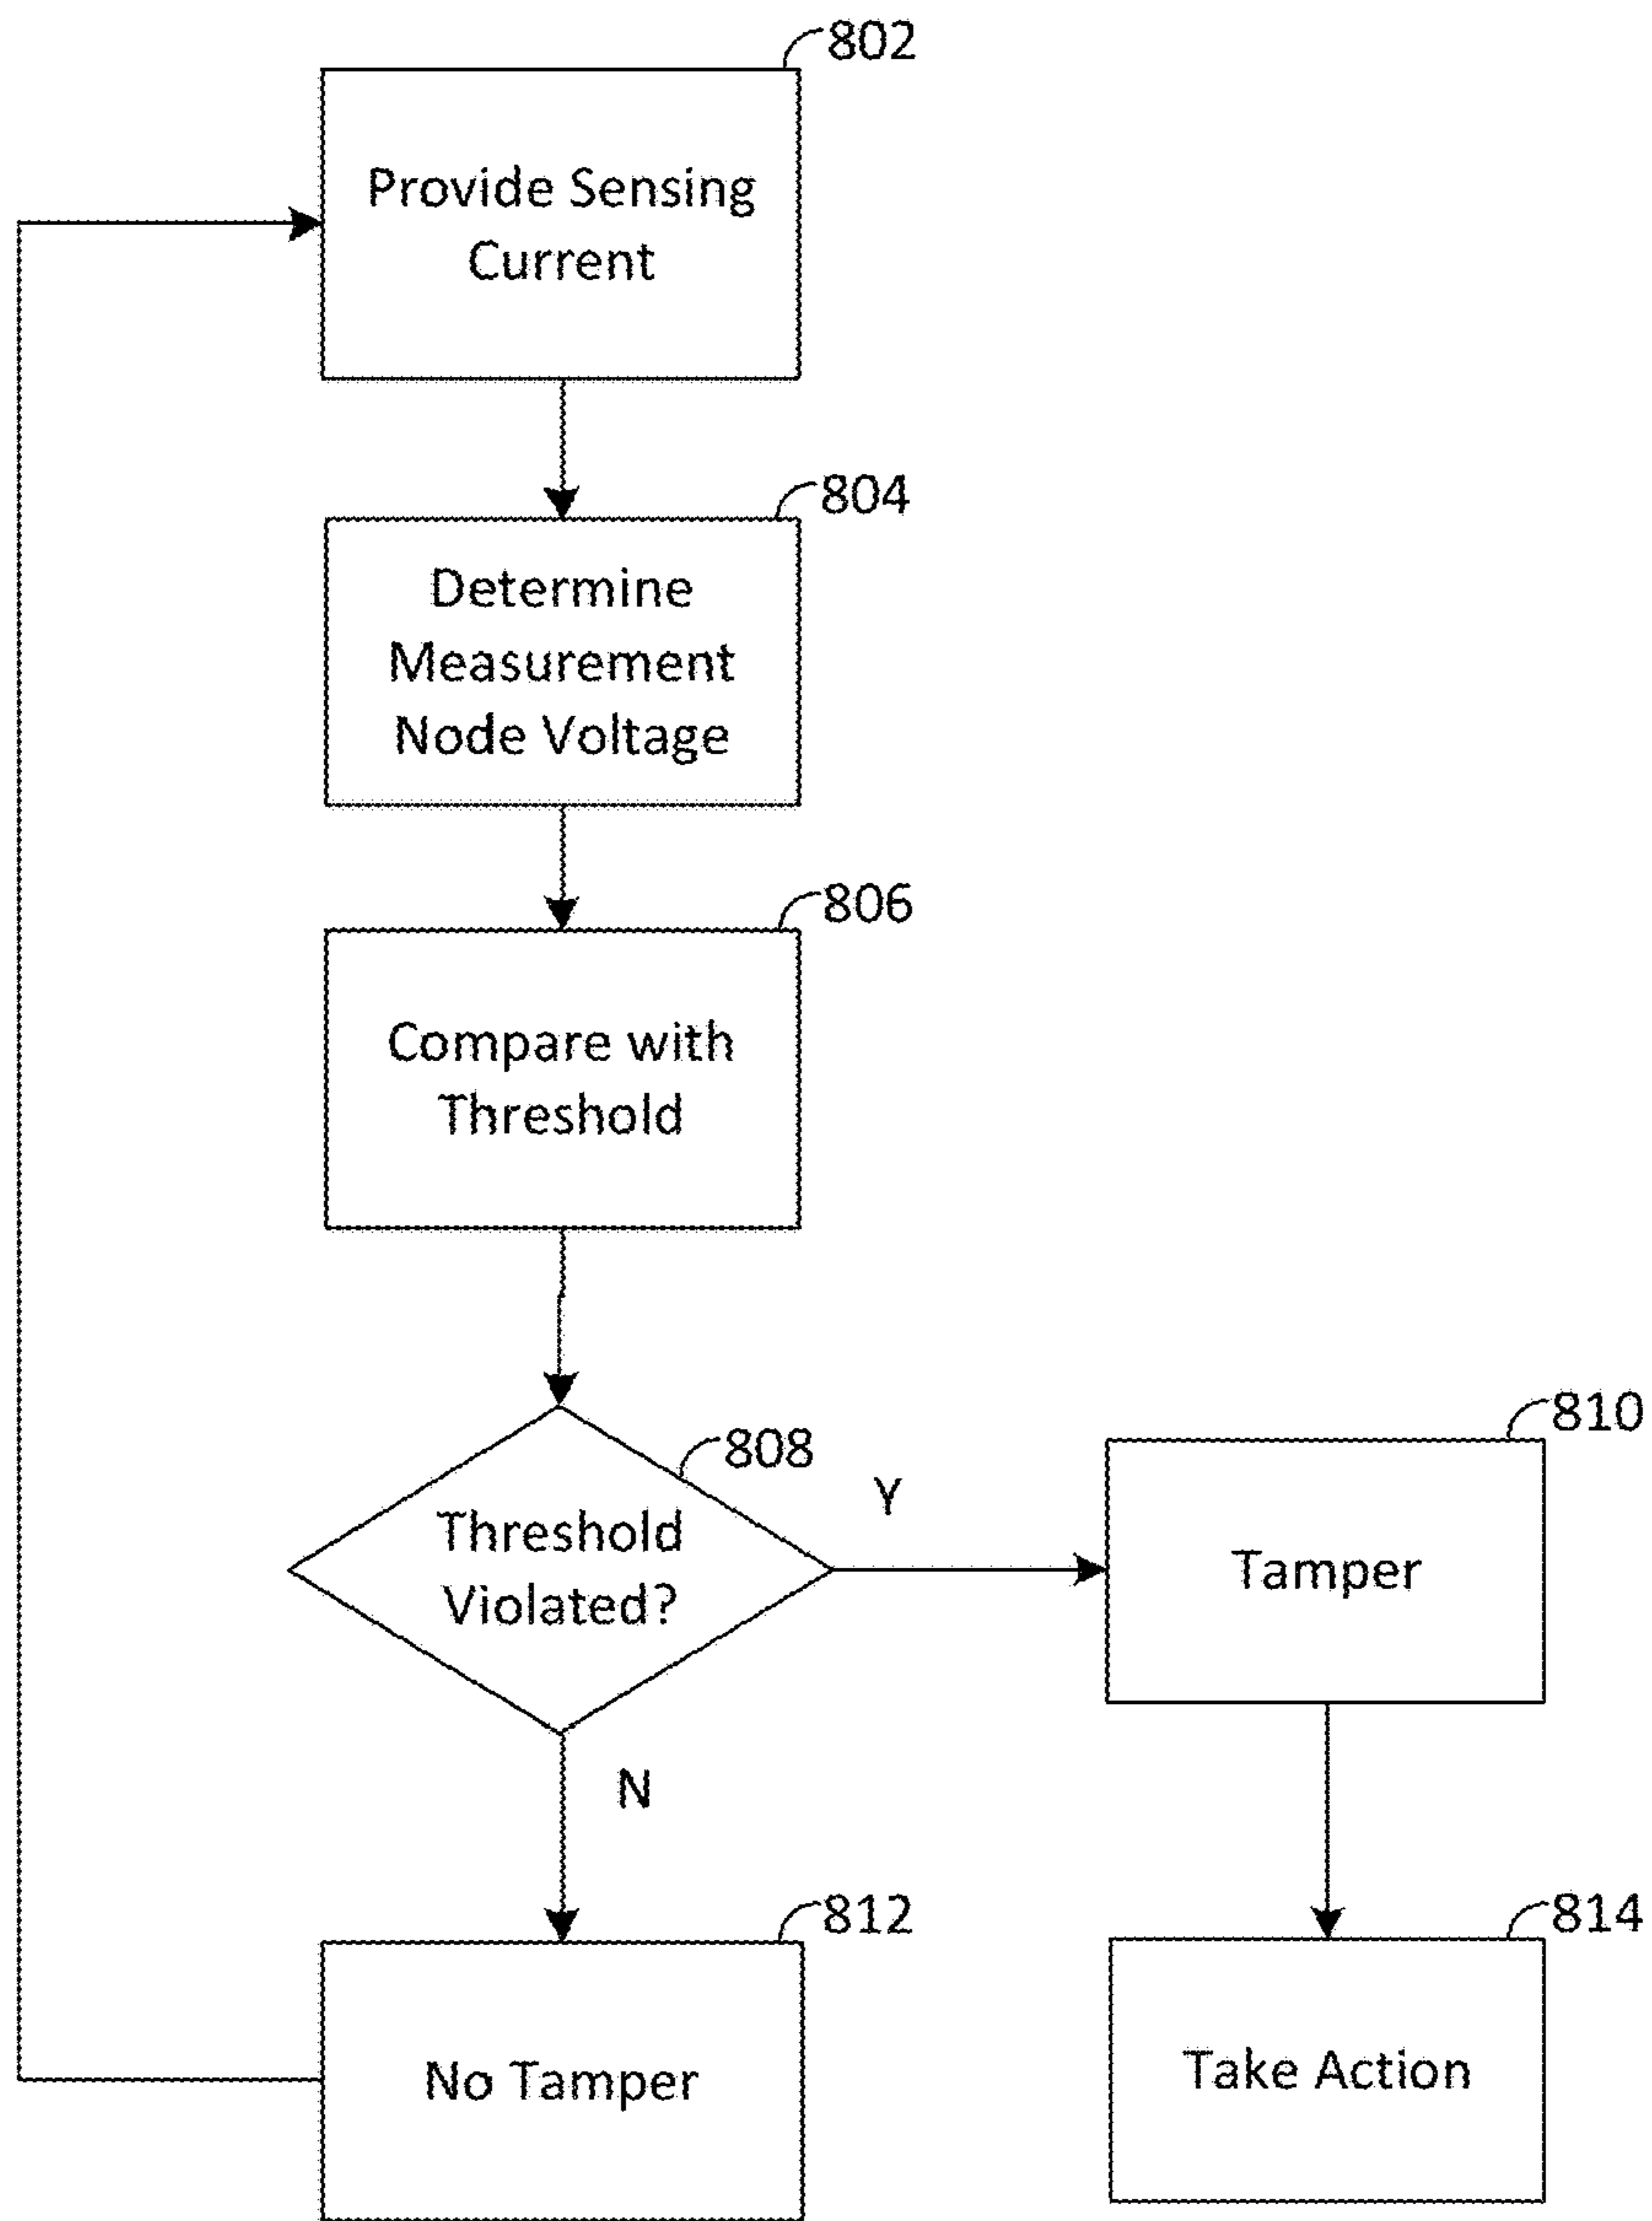 802
Provide Sensing
Current
804
Determine
Measurement
Node Voltage
806
Compare with
Threshold
808
Threshold
Violated?
Y
810
Tamper
N
812
No Tamper
814
Take Action